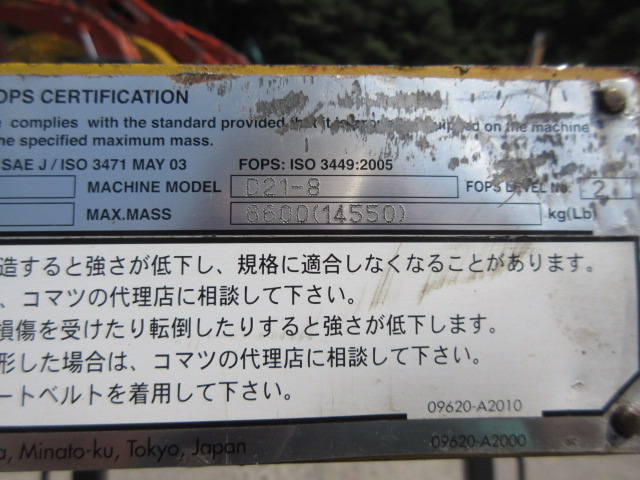 OPS CERTIFICATION
complies with the standard provided that it is on the machine
he specified maximum mass.
SAE J / ISO 3471 MAY 03 FOPS: ISO 3449:2005
MACHINE MODEL D21-8 FOPS LEVEL No. 2
MAX.MASS 6600(14550) kg(Lb)
造すると強さが低下し、規格に適合しなくなることがあります。
、コマツの代理店に相談して下さい。
損傷を受けたり転倒したりすると強さが低下します。
形した場合は、コマツの代理店に相談して下さい。
ートベルトを着用して下さい。
09620-A2010
a, Minato-ku, Tokyo, Japan 09620-A2000